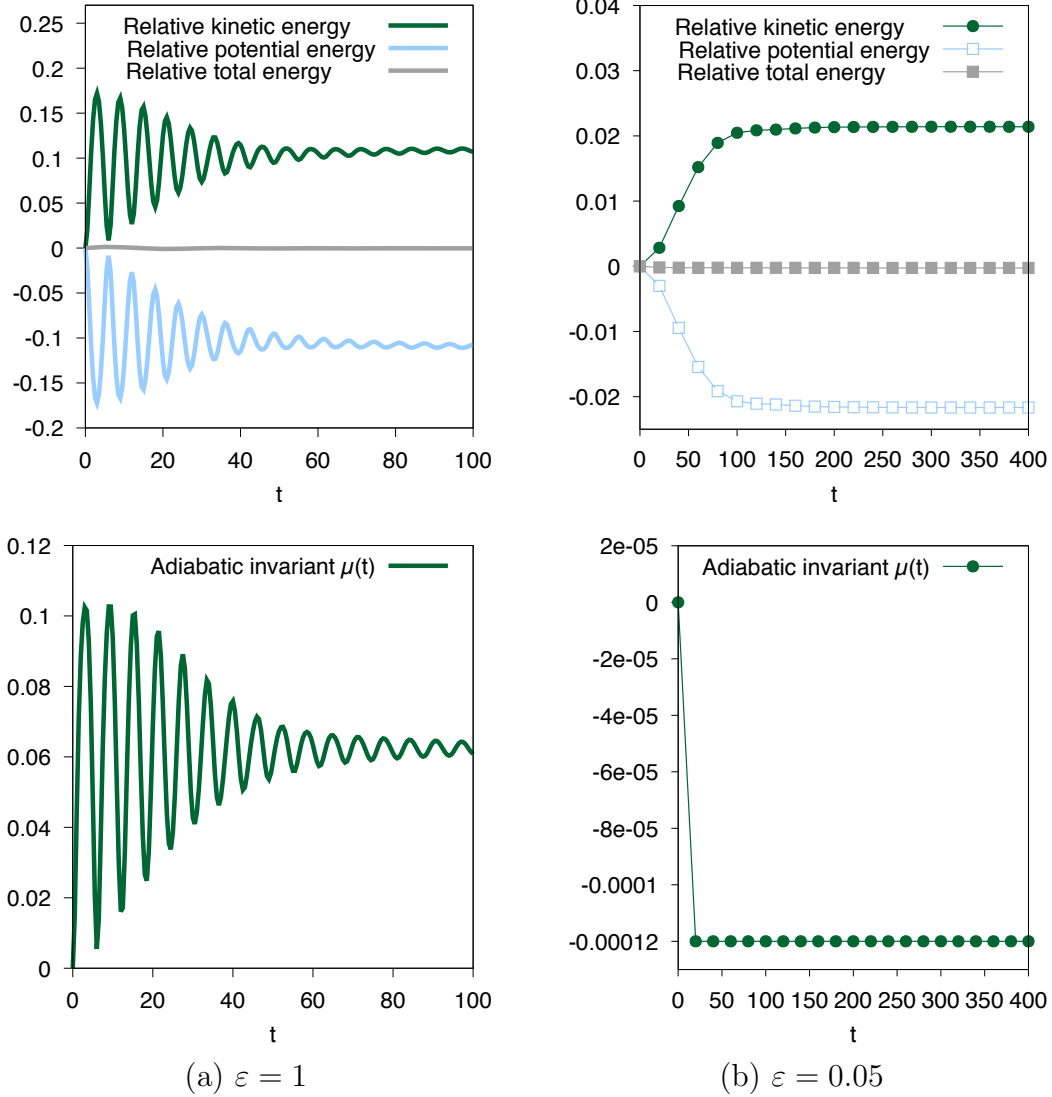 0.25
0.2
0.15
0.1
0.05
0
-0.05
-0.1
-0.15
-0.2
Relative kinetic energy
Relative potential energy
Relative total energy
0 20 40 60 80 100
t
0.04
0.03
0.02
0.01
0
-0.01
-0.02
Relative kinetic energy
Relative potential energy
Relative total energy
0 50 100 150 200 250 300 350 400
t
0.12
0.1
0.08
0.06
0.04
0.02
0
Adiabatic invariant μ(t)
0 20 40 60 80 100
t
(a) ε = 1
2e-05
0
-2e-05
-4e-05
-6e-05
-8e-05
-0.0001
-0.00012
Adiabatic invariant μ(t)
0 50 100 150 200 250 300 350 400
t
(b) ε = 0.05